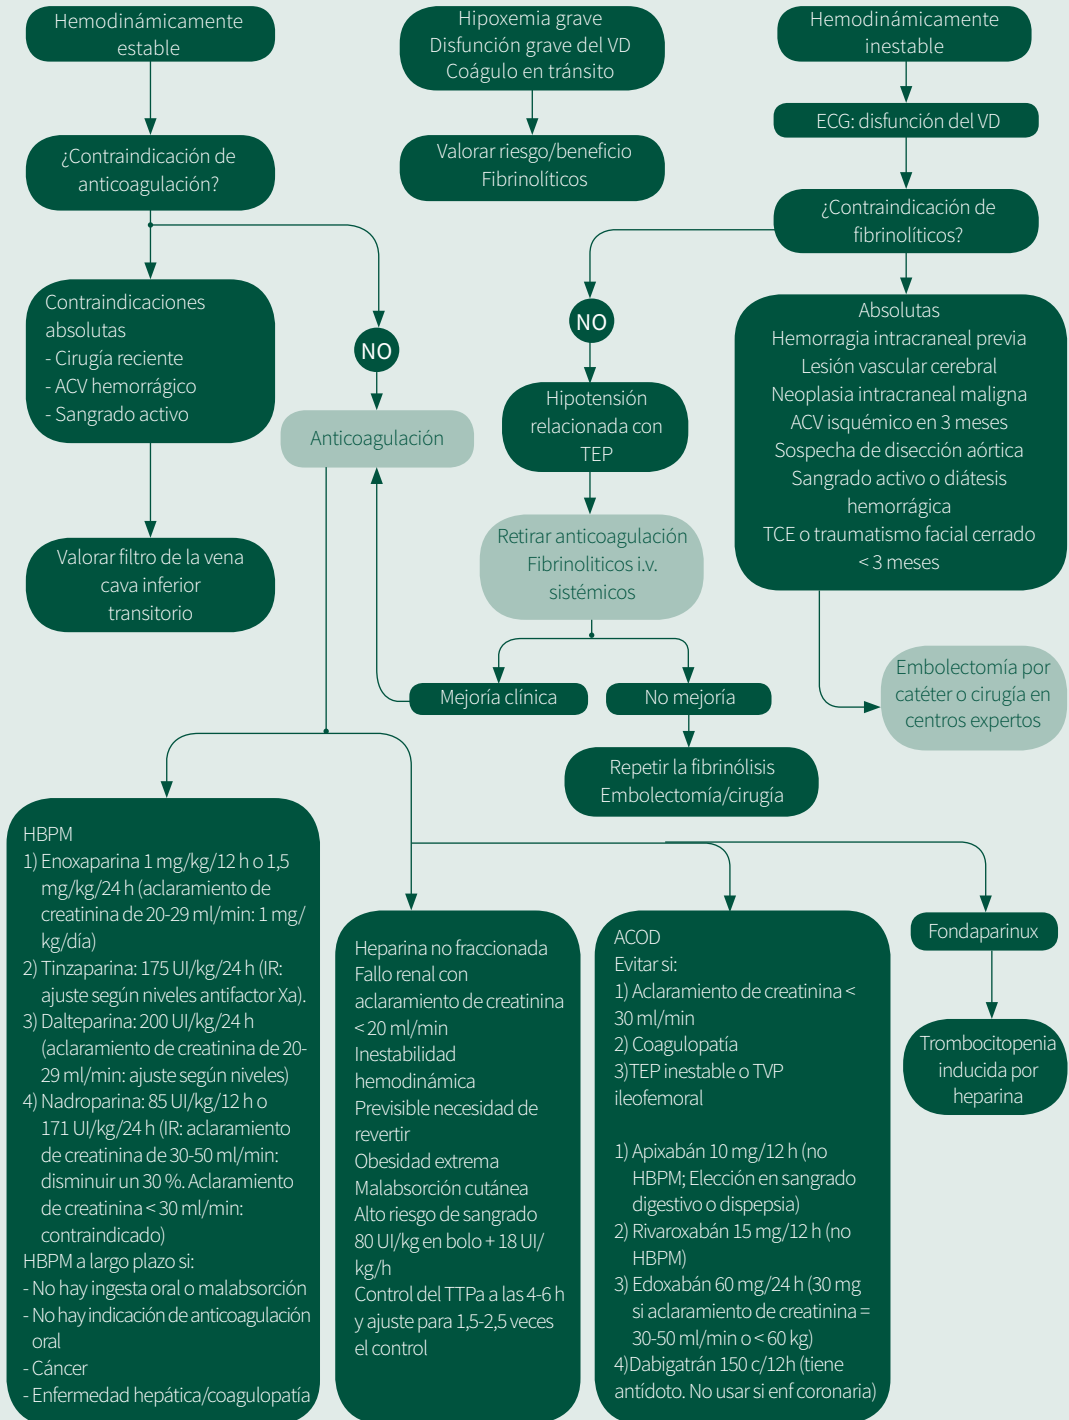 Hemodinámicamente
estable
¿Contraindicación de
anticoagulación?
Contraindicaciones
absolutas
- Cirugía reciente
- ACV hemorrágico
- Sangrado activo
Valorar filtro de la vena
cava inferior
transitorio
NO
Anticoagulación
Hipoxemia grave
Disfunción grave del VD
Coágulo en tránsito
Valorar riesgo/beneficio
Fibrinolíticos
Hemodinámicamente
inestable
ECG: disfunción del VD
¿Contraindicación de
fibrinolíticos?
NO
Hipotensión
relacionada con
TEP
Retirar anticoagulación
Fibrinoliticos i.v.
sistémicos
Mejoría clínica
No mejoría
Repetir la fibrinólisis
Embolectomía/cirugía
Absolutas
Hemorragia intracraneal previa
Lesión vascular cerebral
Neoplasia intracraneal maligna
ACV isquémico en 3 meses
Sospecha de disección aórtica
Sangrado activo o diátesis
hemorrágica
TCE o traumatismo facial cerrado
< 3 meses
Embolectomía por
catéter o cirugía en
centros expertos
HBPM
1) Enoxaparina 1 mg/kg/12 h o 1,5
mg/kg/24 h (aclaramiento de
creatinina de 20-29 ml/min: 1 mg/
kg/día)
2) Tinzaparina: 175 UI/kg/24 h (IR:
ajuste según niveles antifactor Xa).
3) Dalteparina: 200 UI/kg/24 h
(aclaramiento de creatinina de 20-
29 ml/min: ajuste según niveles)
4) Nadroparina: 85 UI/kg/12 h o
171 UI/kg/24 h (IR: aclaramiento
de creatinina de 30-50 ml/min:
disminuir un 30 %. Aclaramiento
de creatinina < 30 ml/min:
contraindicado)
HBPM a largo plazo si:
- No hay ingesta oral o malabsorción
- No hay indicación de anticoagulación
oral
- Cáncer
- Enfermedad hepática/coagulopatía
Heparina no fraccionada
Fallo renal con
aclaramiento de creatinina
< 20 ml/min
Inestabilidad
hemodinámica
Previsible necesidad de
revertir
Obesidad extrema
Malabsorción cutánea
Alto riesgo de sangrado
80 UI/kg en bolo + 18 UI/
kg/h
Control del TTPa a las 4-6 h
y ajuste para 1,5-2,5 veces
el control
ACOD
Evitar si:
1) Aclaramiento de creatinina <
30 ml/min
2) Coagulopatía
3)TEP inestable o TVP
ileofemoral
1) Apixabán 10 mg/12 h (no
HBPM; Elección en sangrado
digestivo o dispepsia)
2) Rivaroxabán 15 mg/12 h (no
HBPM)
3) Edoxabán 60 mg/24 h (30 mg
si aclaramiento de creatinina =
30-50 ml/min o < 60 kg)
4)Dabigatrán 150 c/12h (tiene
antídoto. No usar si enf coronaria)
Fondaparinux
Trombocitopenia
inducida por
heparina